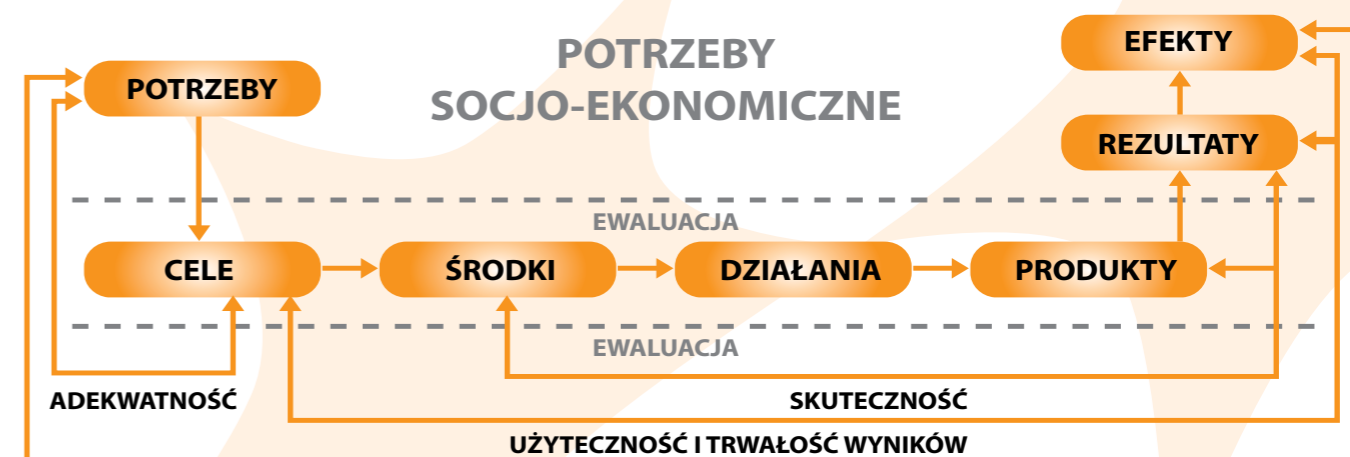 POTRZEBY
SOCJO-EKONOMICZNE
EFEKTY
POTRZEBY
REZULTATY
EWALUACJA
CELE
ŚRODKI
DZIAŁANIA
PRODUKTY
EWALUACJA
ADEKWATNOŚĆ
SKUTECZNOŚĆ
UŻYTECZNOŚĆ I TRWAŁOŚĆ WYNIKÓW